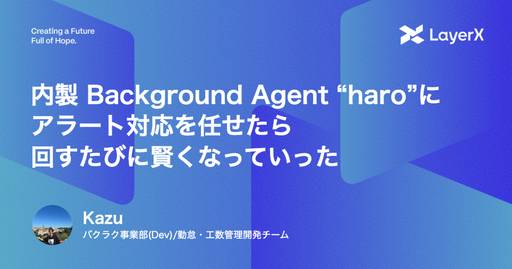 Creating a Future
Full of Hope.
LayerX
内製 Background Agent “haro”に
アラート対応を任せたら
回すたびに賢くなっていった
Kazu
バクラク事業部(Dev)/勤怠・工数管理開発チーム